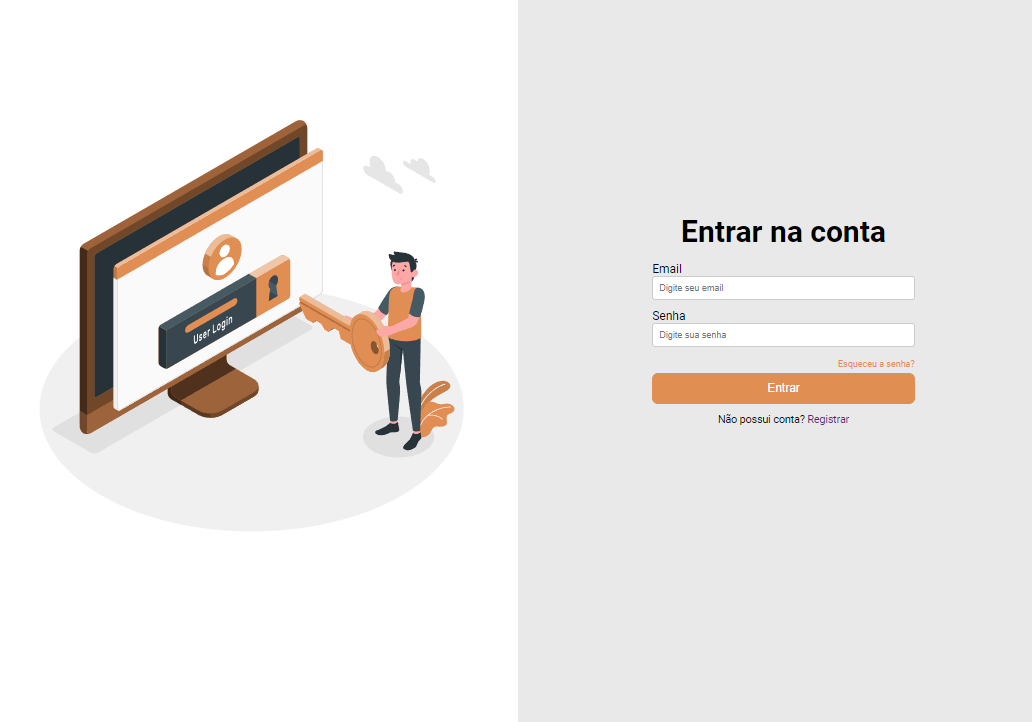 User Login
Entrar na conta
Email
Digite seu email
Senha
Digite sua senha
Esqueceu a senha?
Entrar
Não possui conta? Registrar